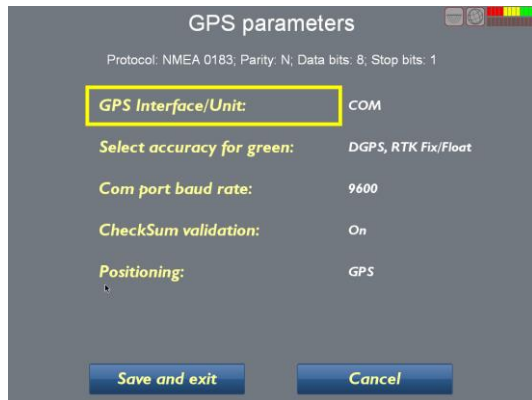 GPS parameters
Protocol: NMEA 0183; Parity: N; Data bits: 8; Stop bits: 1
GPS Interface/Unit: COM
Select accuracy for green: DGPS, RTK Fix/Float
Com port baud rate: 9600
CheckSum validation: On
Positioning: GPS
Save and exit Cancel